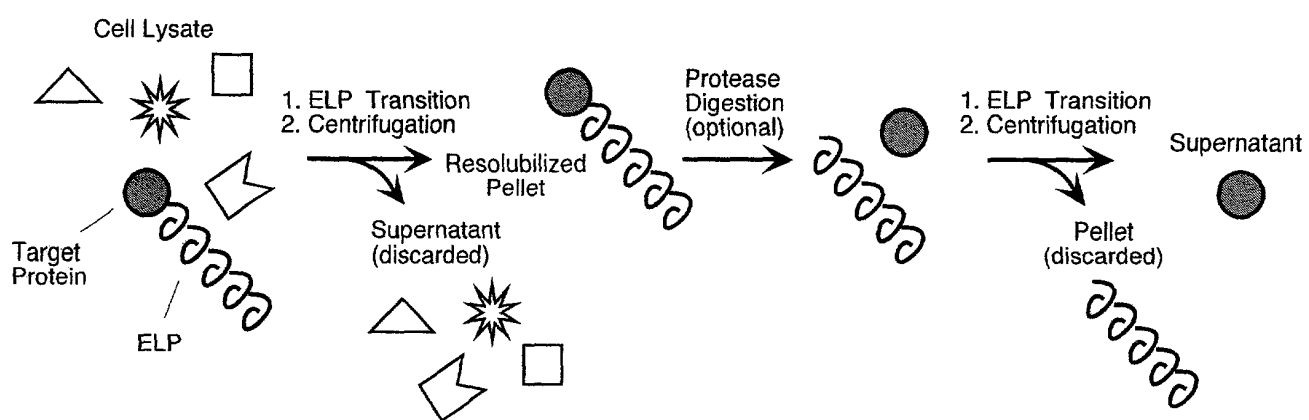 Cell Lysate
Target
Protein
ELP
1. ELP Transition
2. Centrifugation
Supernatant
(discarded)
Resolubilized
Pellet
Protease
Digestion
(optional)
1. ELP Transition
2. Centrifugation
Pellet
(discarded)
Supernatant